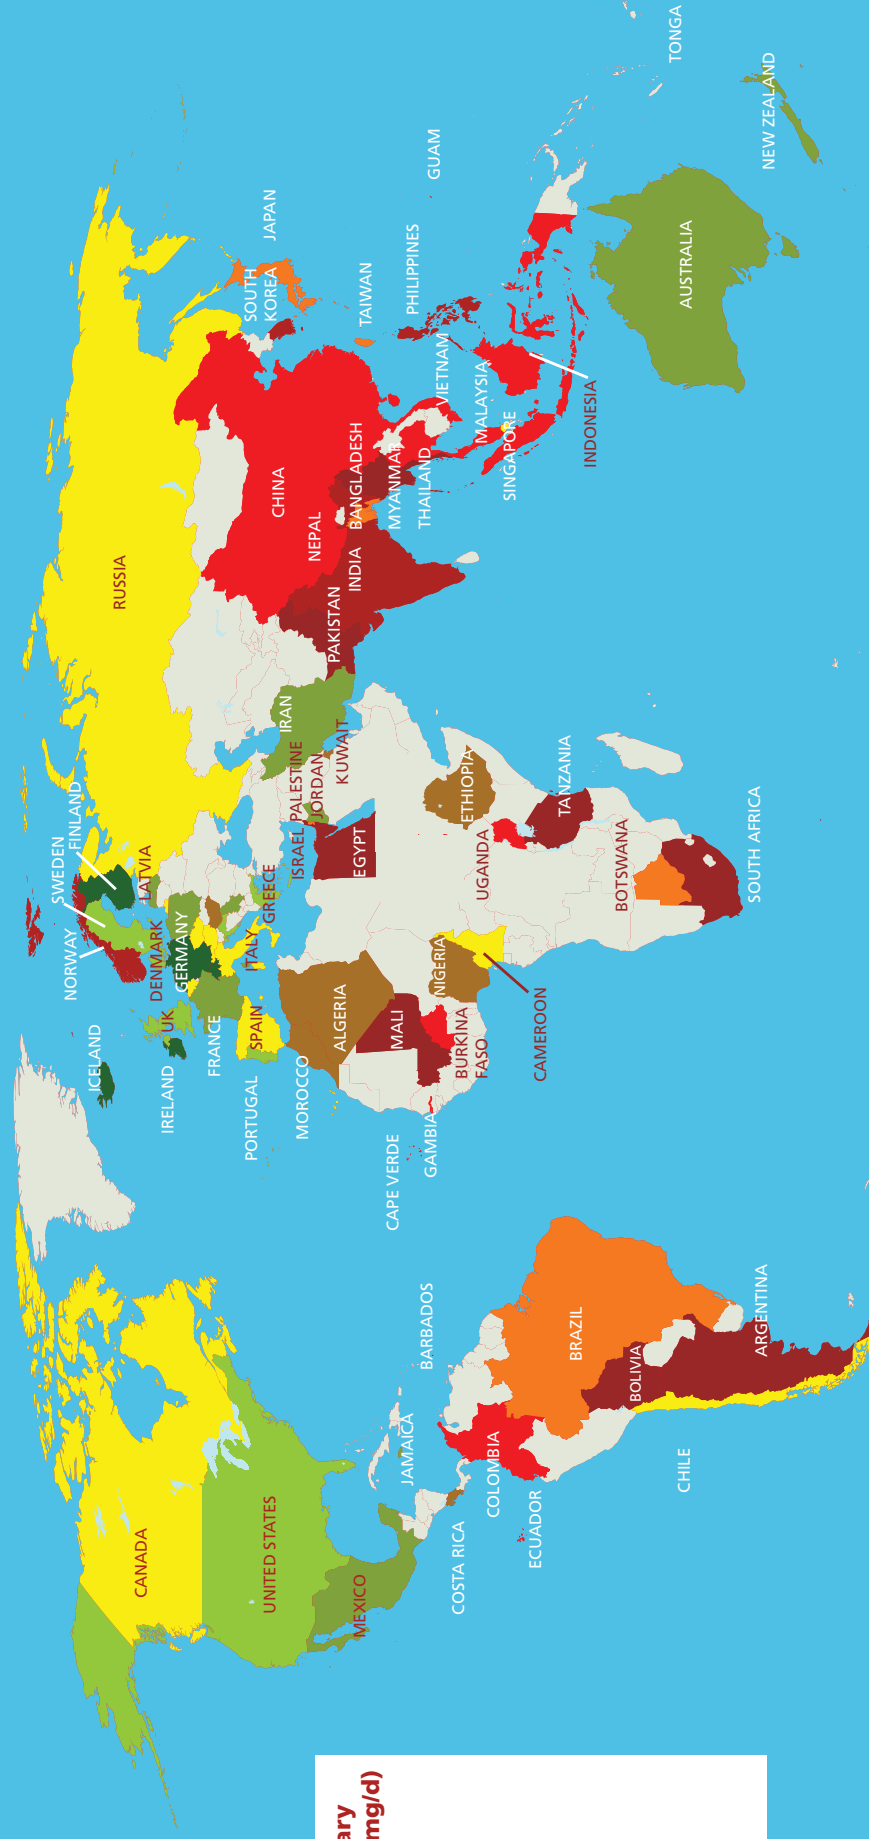 ICELAND
NORWAY
SWEDEN
FINLAND
RUSSIA
CANADA
IRELAND
UK
DENMARK
LATVIA
GERMANY
FRANCE
UNITED STATES
PORTUGAL
SPAIN
ITALY
GREECE
SOUTH
KOREA
JAPAN
MOROCCO
ISRAEL
PALESTINE
JORDAN
IRAN
CHINA
NEPAL
ALGERIA
KUWAIT
PAKISTAN
INDIA
BANGLADESH
TAIWAN
MEXICO
EGYPT
CAPE VERDE
MALI
MYANMAR
JAMAICA
BARBADOS
GAMBIA
THAILAND
VIETNAM
PHILIPPINES
GUAM
COSTA RICA
BURKINA
FASO
NIGERIA
ETHIOPIA
COLOMBIA
UGANDA
MALAYSIA
SINGAPORE
ECUADOR
CAMEROON
TANZANIA
INDONESIA
BRAZIL
BOTSWANA
BOLIVIA
TONGA
CHILE
AUSTRALIA
ARGENTINA
SOUTH AFRICA
NEW ZEALAND
ary
mg/d)